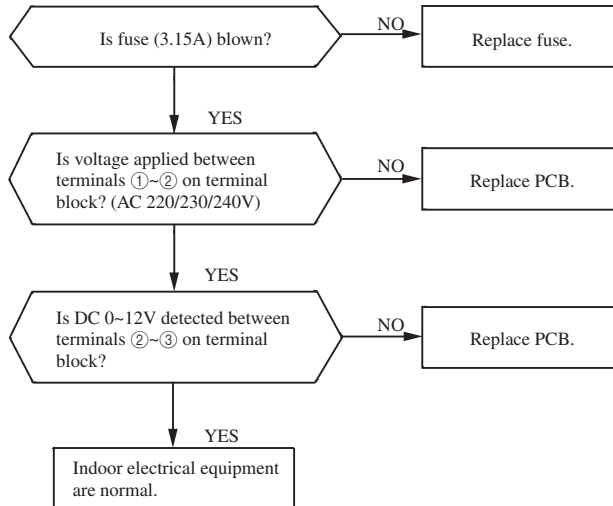 Is fuse (3.15A) blown?
NO
Replace fuse.
YES
Is voltage applied between
terminals ①~② on terminal
block? (AC 220/230/240V)
NO
Replace PCB.
YES
Is DC 0~12V detected between
terminals ②~③ on terminal
block?
NO
Replace PCB.
YES
Indoor electrical equipment
are normal.